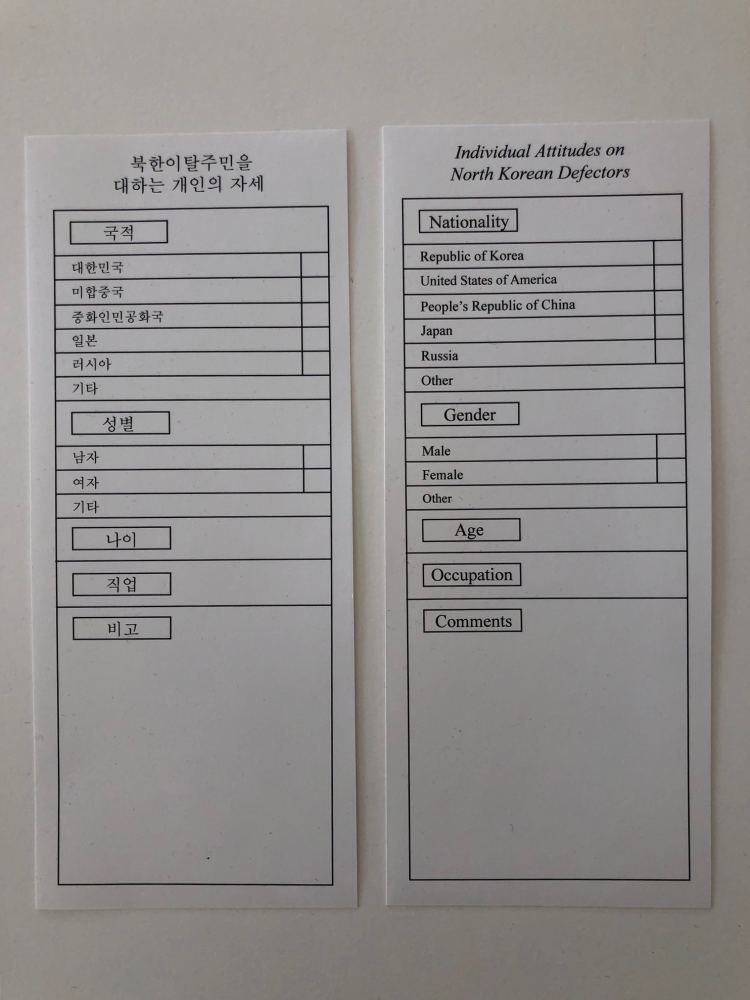 북한이탈주민을
대하는 개인의 자세
국적
대한민국
미합중국
중화인민공화국
일본
러시아
기타
성별
남자
여자
기타
나이
직업
비고
Individual Attitudes on
North Korean Defectors
Nationality
Republic of Korea
United States of America
People's Republic of China
Japan
Russia
Other
Gender
Male
Female
Other
Age
Occupation
Comments